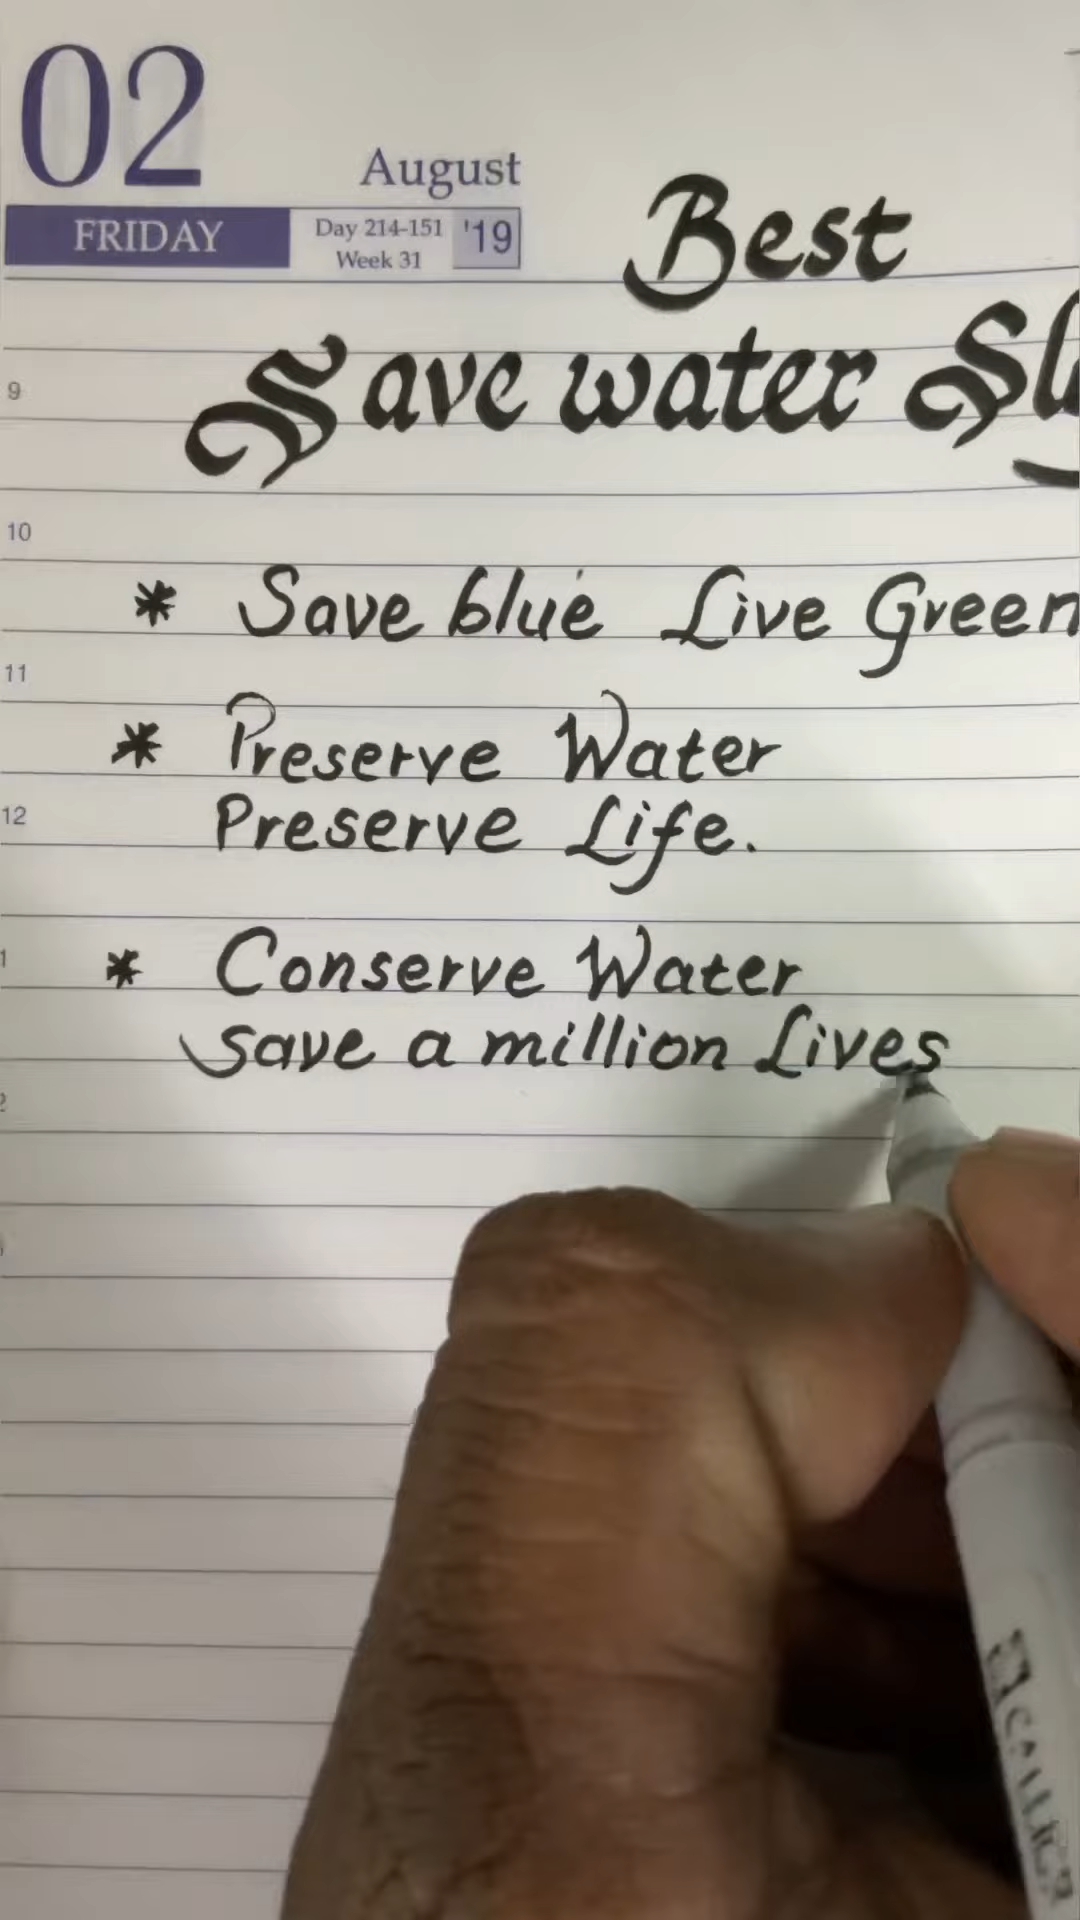 02
August
FRIDAY
Day 214-151
Week 31
'19
Best
Save water
* Save blue Live Green
* Preserve Water
Preserve Life.
* Conserve Water
save a million Lives
9
10
11
12
1
2